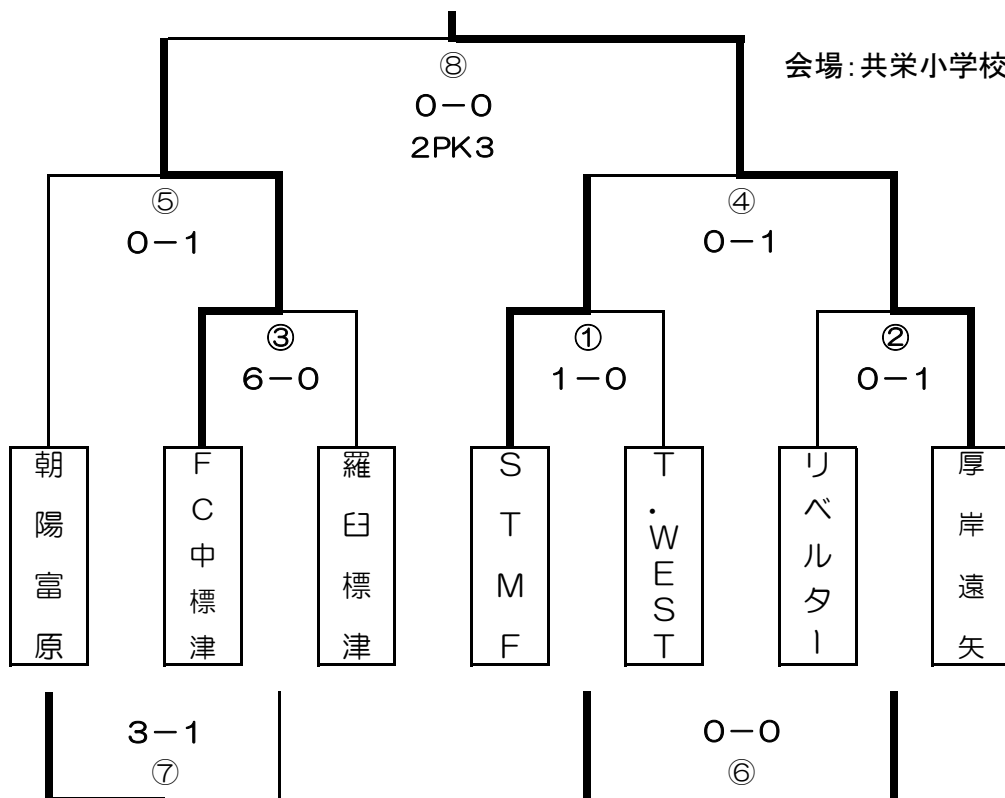 会場:共栄小学校
⑧
0-0
2PK3
⑤
0-1
④
0-1
③
6-0
①
1-0
②
0-1
朝陽富原
FC中標津
羅臼標津
STMF
T.WEST
リベルター
厚岸遠矢
3-1
⑦
0-0
⑥